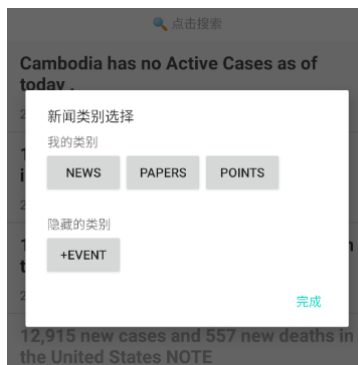 🔍 点击搜索
Cambodia has no Active Cases as of
today .
新闻类别选择
我的类别
NEWS PAPERS POINTS
隐藏的类别
+EVENT
完成
12,915 new cases and 557 new deaths in
the United States NOTE